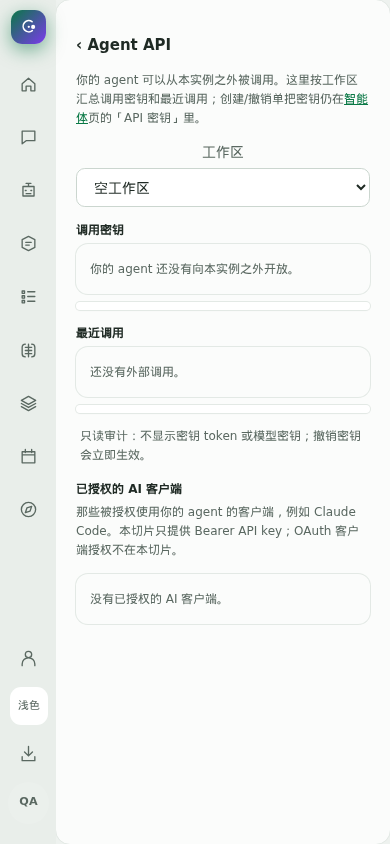 ‹ Agent API
你的 agent 可以从本实例之外被调用。这里按工作区
汇总调用密钥和最近调用；创建/撤销单把密钥仍在智能
体页的「API 密钥」里。
工作区
空工作区
调用密钥
你的 agent 还没有向本实例之外开放。
最近调用
还没有外部调用。
只读审计：不显示密钥 token 或模型密钥；撤销密钥
会立即生效。
已授权的 AI 客户端
那些被授权使用你的 agent 的客户端，例如 Claude
Code。本切片只提供 Bearer API key；OAuth 客户
端授权不在本切片。
没有已授权的 AI 客户端。
浅色
QA